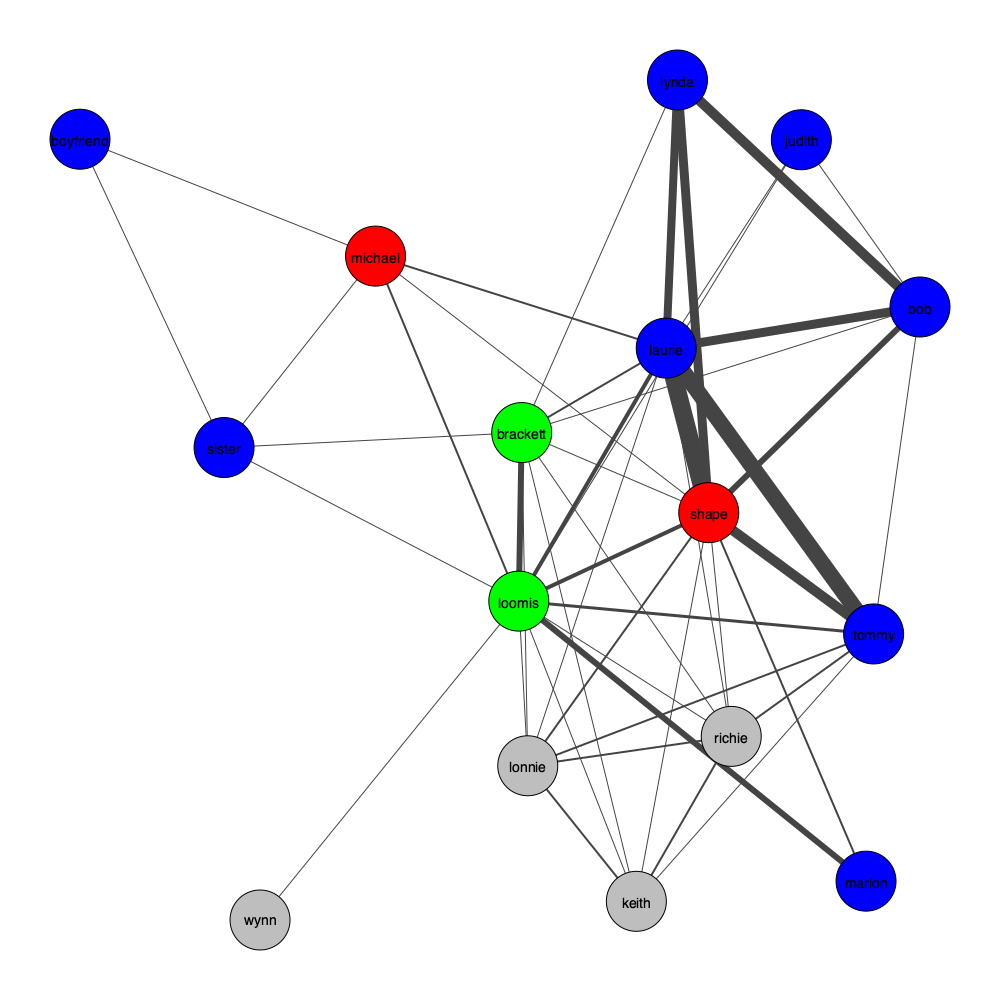 lynda
boyfriend
judith
michael
bob
laurie
brackett
sister
shape
loomis
tommy
richie
lonnie
marion
keith
wynn